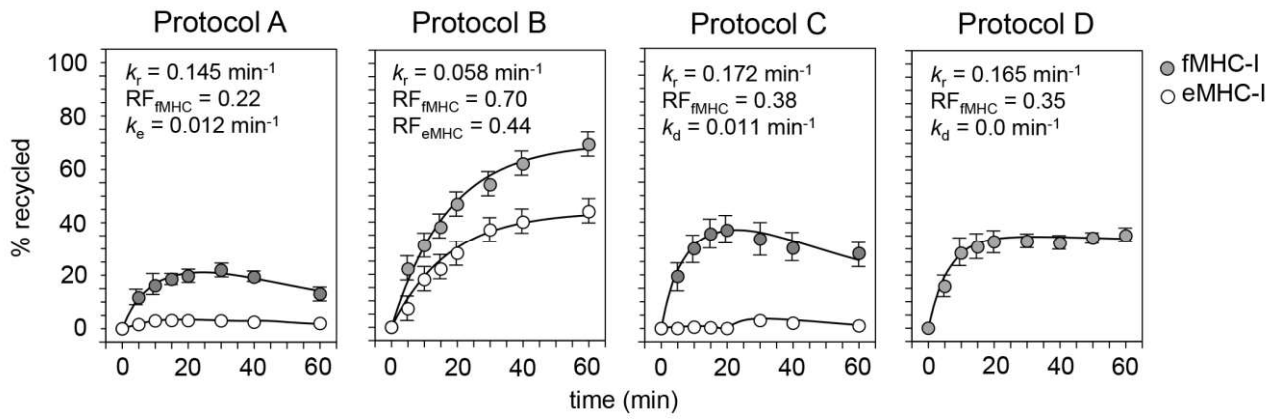 Protocol A
Protocol B
Protocol C
Protocol D
100
80
60
40
20
0
% recycled
kr = 0.145 min-1
RFfMHC = 0.22
ke = 0.012 min-1
kr = 0.058 min-1
RFfMHC = 0.70
RFeMHC = 0.44
kr = 0.172 min-1
RFfMHC = 0.38
kd = 0.011 min-1
kr = 0.165 min-1
RFfMHC = 0.35
kd = 0.0 min-1
fMHC-I
eMHC-I
0 20 40 60
0 20 40 60
0 20 40 60
0 20 40 60
time (min)